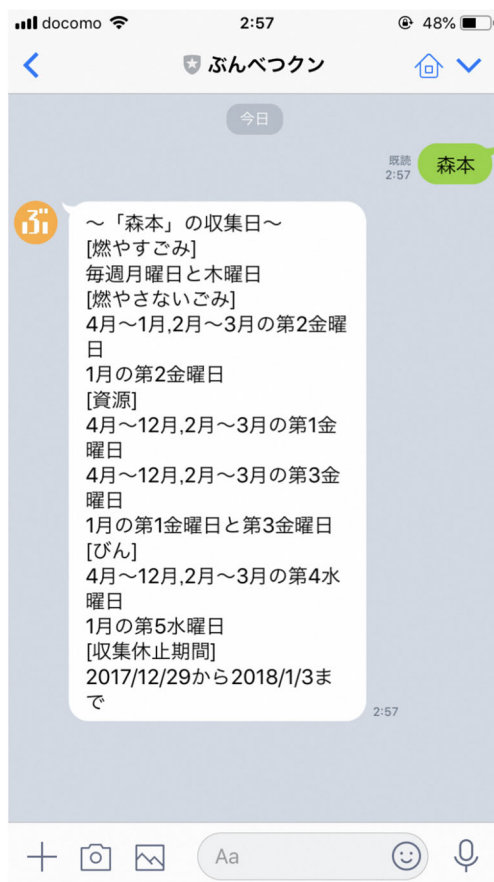 docomo 2:57 48%
ぶんべつクン
今日
既読
2:57
森本
ぶ
～「森本」の収集日～
[燃やすごみ]
毎週月曜日と木曜日
[燃やさないごみ]
4月～1月,2月～3月の第2金曜
日
1月の第2金曜日
[資源]
4月～12月,2月～3月の第1金
曜日
4月～12月,2月～3月の第3金
曜日
1月の第1金曜日と第3金曜日
[びん]
4月～12月,2月～3月の第4水
曜日
1月の第5水曜日
[収集休止期間]
2017/12/29から2018/1/3ま
で
2:57
Aa